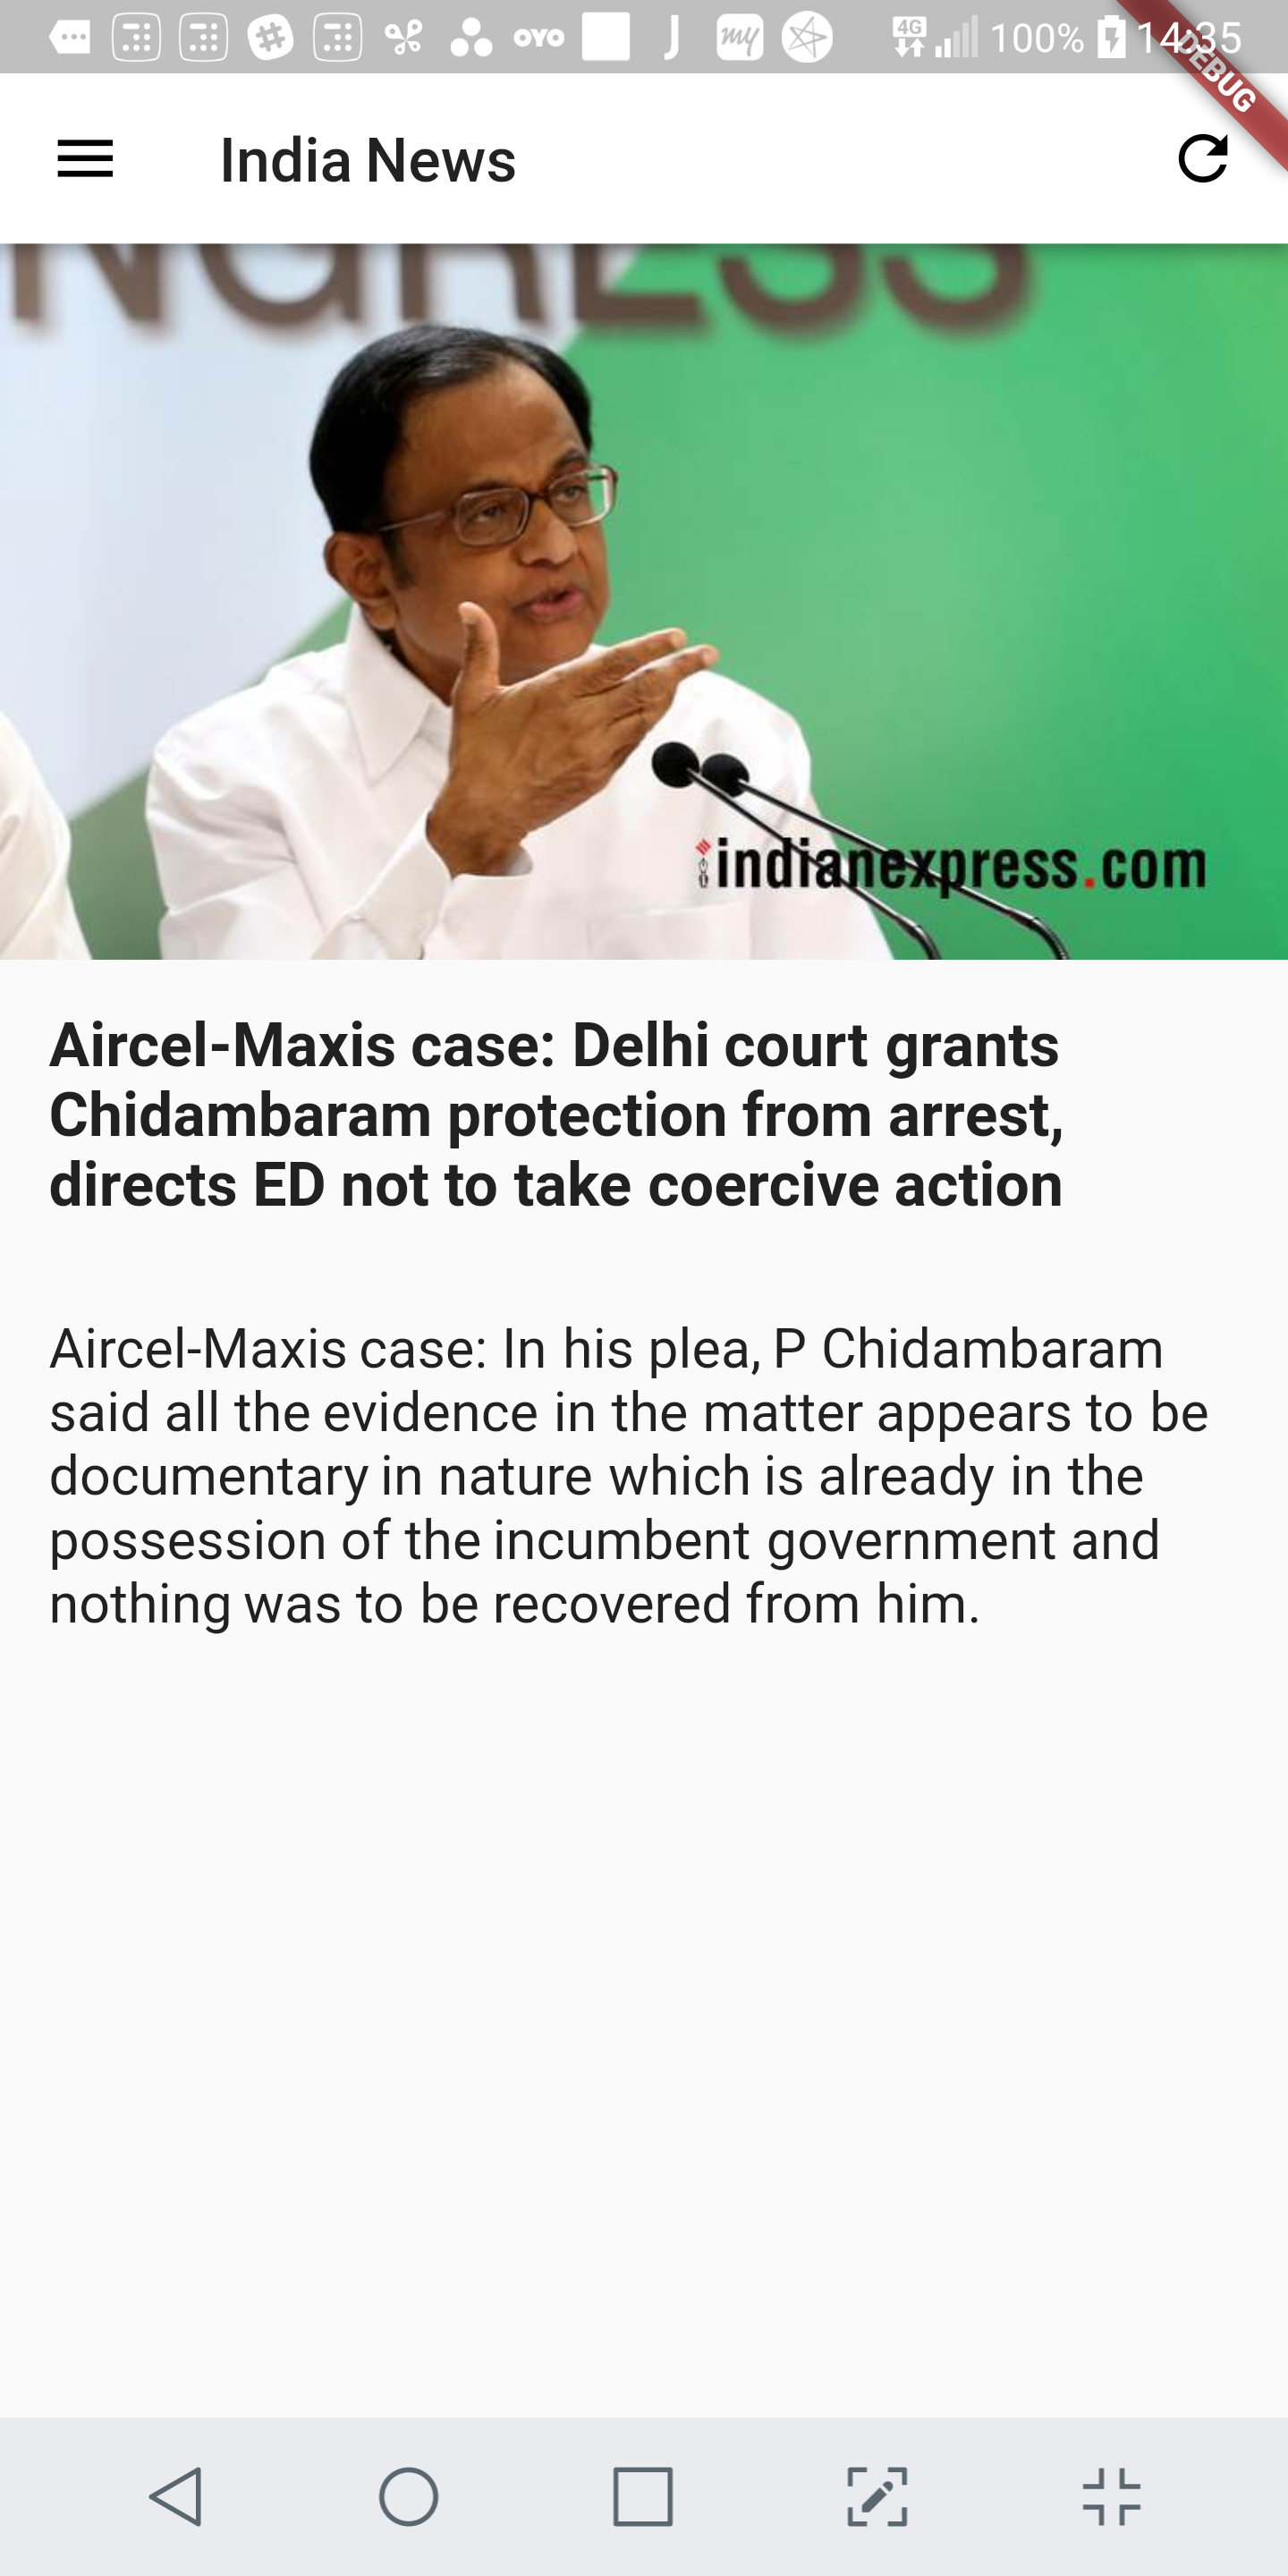 4G 100% 14:35
DEBUG
OYO
J
my
India News
NGRESS
indianexpress.com
Aircel-Maxis case: Delhi court grants
Chidambaram protection from arrest,
directs ED not to take coercive action
Aircel-Maxis case: In his plea, P Chidambaram
said all the evidence in the matter appears to be
documentary in nature which is already in the
possession of the incumbent government and
nothing was to be recovered from him.